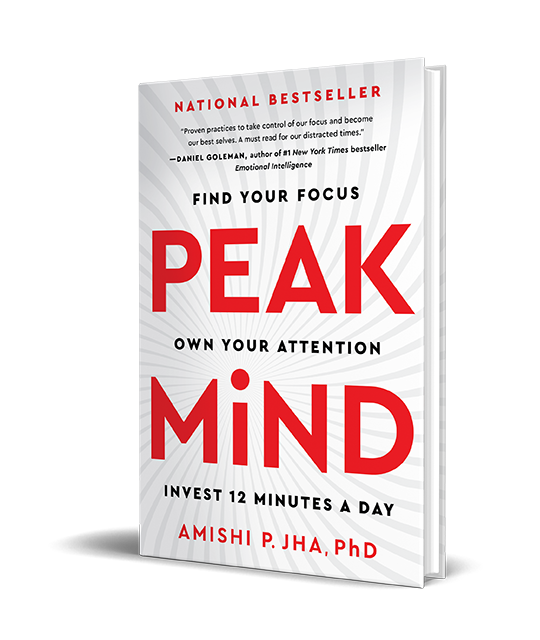 NATIONAL BESTSELLER
"Proven practices to take control of our focus and become
our best selves. A must read for our distracted times."
—DANIEL GOLEMAN, author of #1 New York Times bestseller
Emotional Intelligence
FIND YOUR FOCUS
PEAK
OWN YOUR ATTENTION
MiND
INVEST 12 MINUTES A DAY
AMISHI P. JHA, PhD